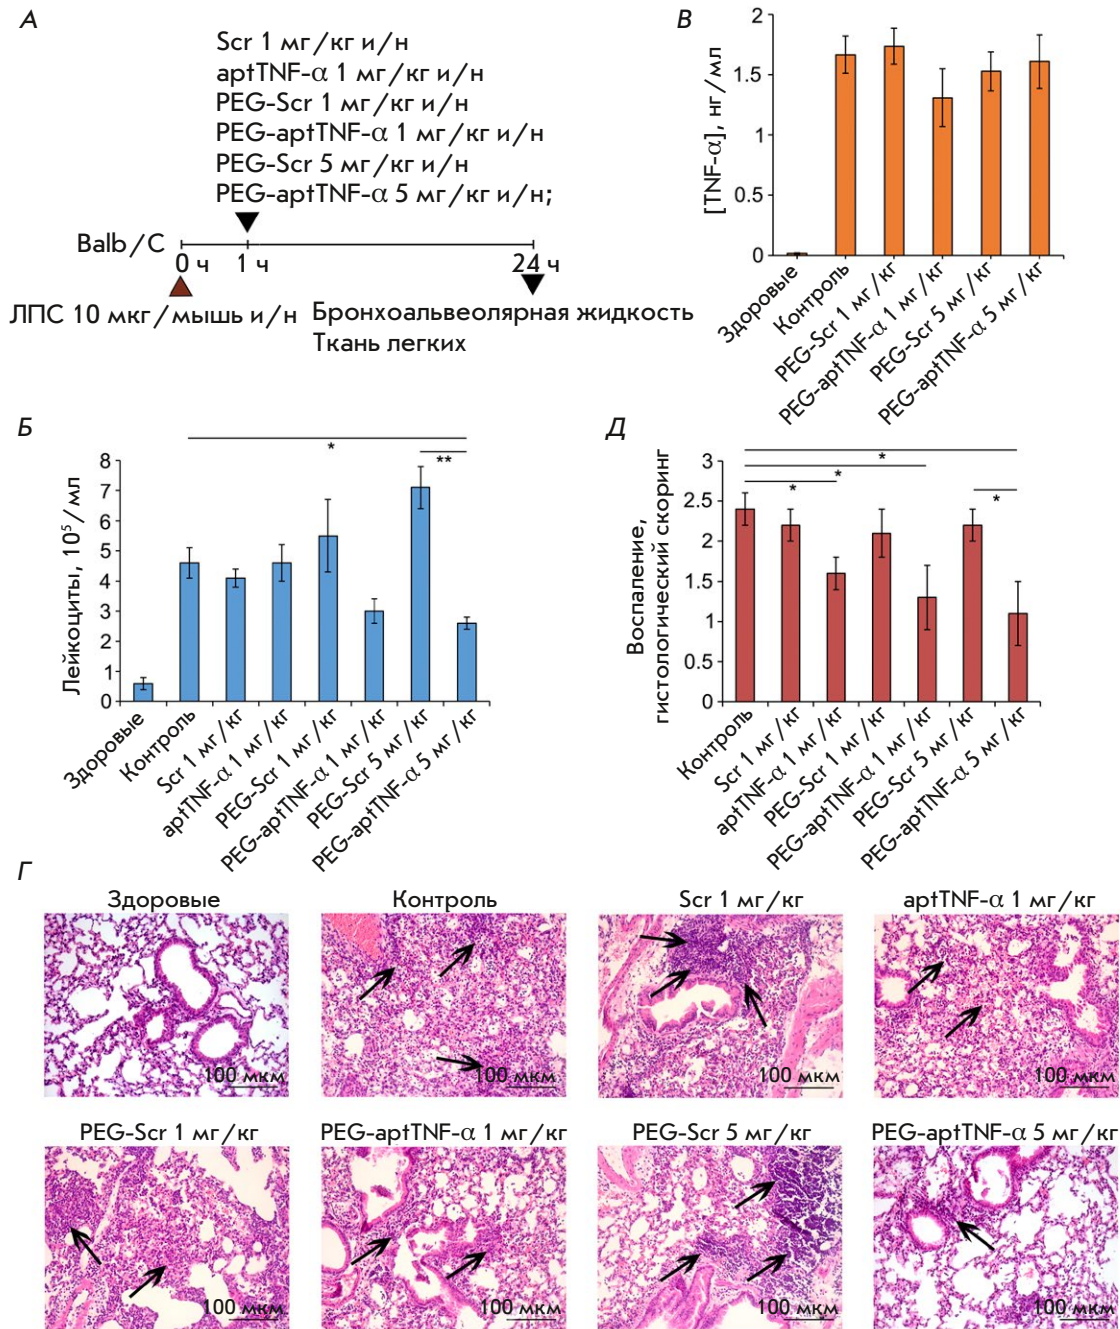 А
Scr 1 мг/кг и/н
aptTNF-α 1 мг/кг и/н
PEG-Scr 1 мг/кг и/н
PEG-aptTNF-α 1 мг/кг и/н
PEG-Scr 5 мг/кг и/н
PEG-aptTNF-α 5 мг/кг и/н;
Balb/C
0 ч 1 ч 24 ч
ЛПС 10 мкг/мышь и/н
Бронхоальвеолярная жидкость
Ткань легких
В
[TNF-α], нг/мл
2
1.5
1
0.5
0
Здоровые
Контроль
PEG-Scr 1 мг/кг
PEG-aptTNF-α 1 мг/кг
PEG-Scr 5 мг/кг
PEG-aptTNF-α 5 мг/кг
Б
Лейкоциты, 10⁵/мл
8
7
6
5
4
3
2
1
0
*
**
Здоровые
Контроль
Scr 1 мг/кг
aptTNF-α 1 мг/кг
PEG-Scr 1 мг/кг
PEG-aptTNF-α 1 мг/кг
PEG-Scr 5 мг/кг
PEG-aptTNF-α 5 мг/кг
Д
Воспаление,
гистологический скоринг
3
2.5
2
1.5
1
0.5
0
*
*
*
*
Контроль
Scr 1 мг/кг
aptTNF-α 1 мг/кг
PEG-Scr 1 мг/кг
PEG-aptTNF-α 1 мг/кг
PEG-Scr 5 мг/кг
PEG-aptTNF-α 5 мг/кг
Г
Здоровые
100 мкм
Контроль
100 мкм
Scr 1 мг/кг
100 мкм
aptTNF-α 1 мг/кг
100 мкм
PEG-Scr 1 мг/кг
100 мкм
PEG-aptTNF-α 1 мг/кг
100 мкм
PEG-Scr 5 мг/кг
100 мкм
PEG-aptTNF-α 5 мг/кг
100 мкм